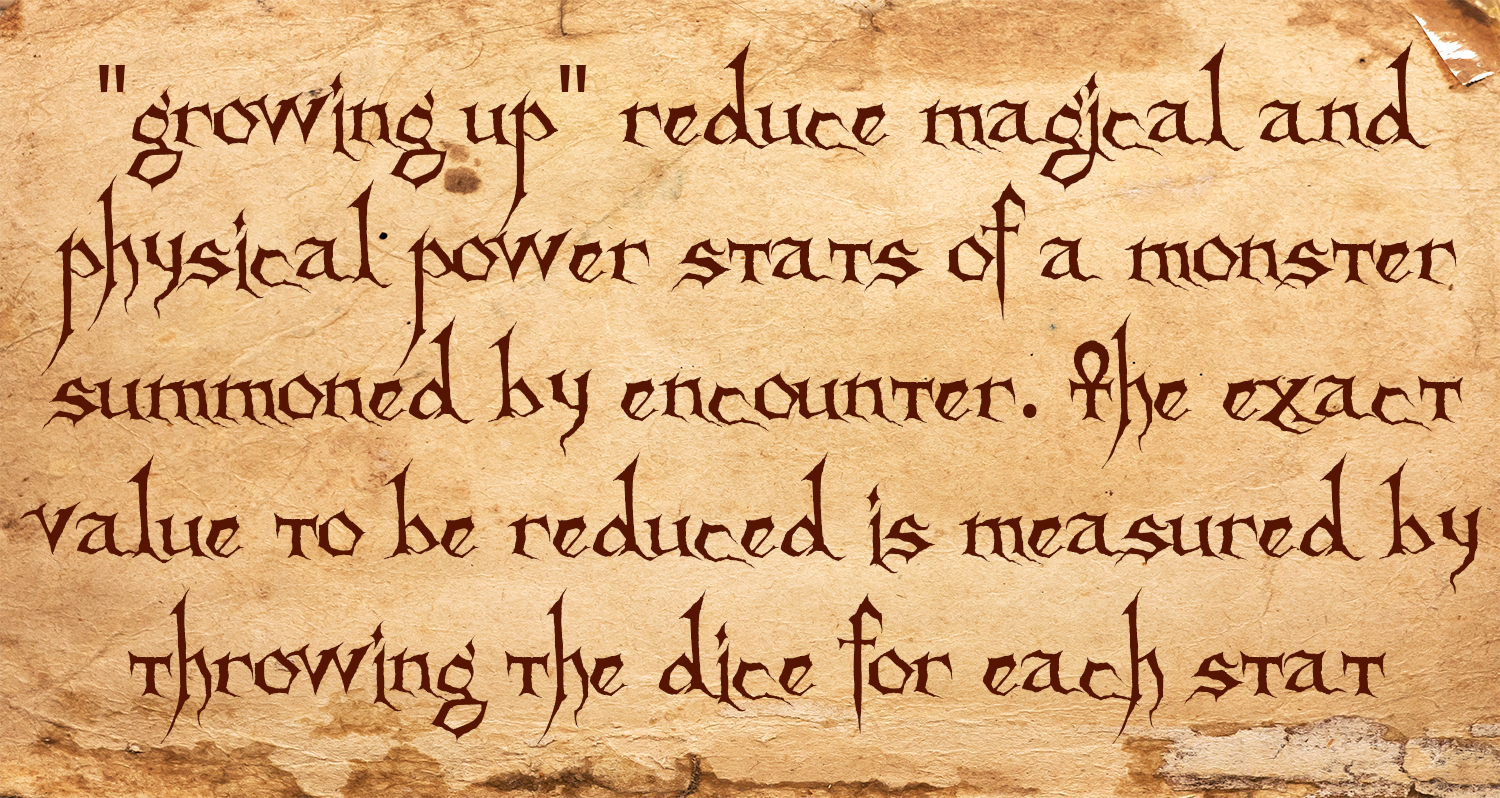 "growing up" reduce magical and
physical power stats of a monster
summoned by encounter. The exact
value to be reduced is measured by
throwing the dice for each stat